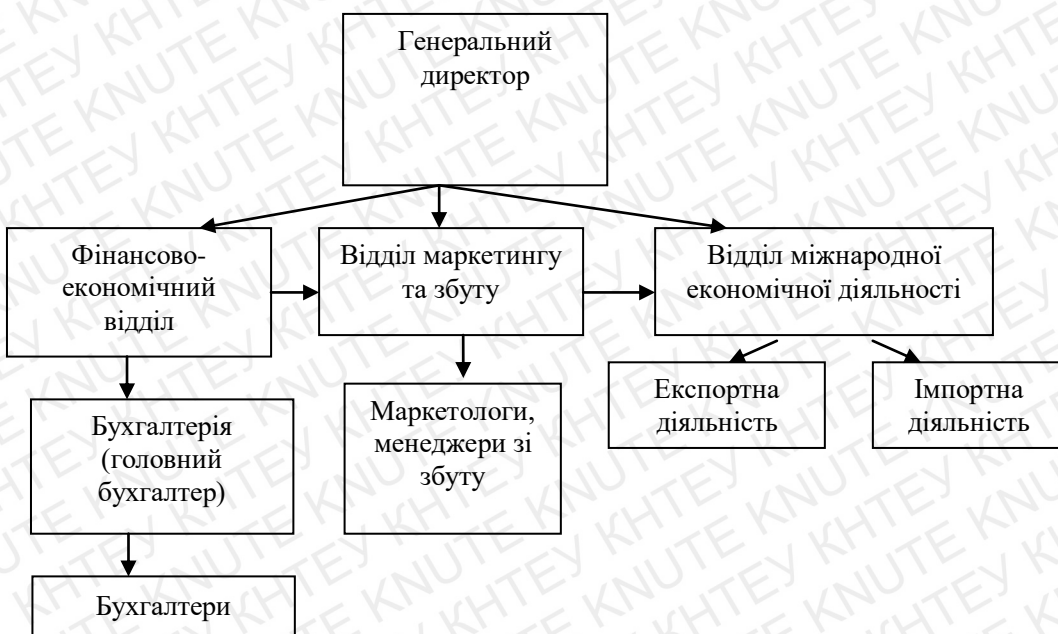 Генеральний
директор
Фінансово-
економічний
відділ
Відділ маркетингу
та збуту
Відділ міжнародної
економічної діяльності
Бухгалтерія
(головний
бухгалтер)
Маркетологи,
менеджери зі
збуту
Експортна
діяльність
Імпортна
діяльність
Бухгалтери